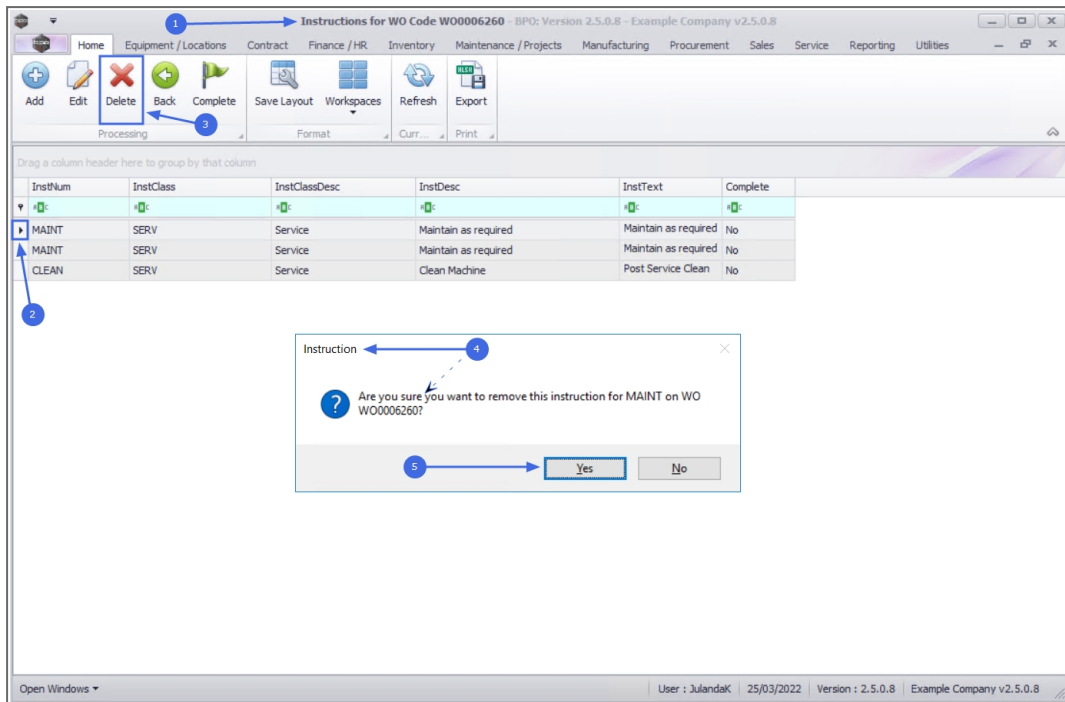 1
Instructions for WO Code WO0006260 - BPO: Version 2.5.0.8 - Example Company v2.5.0.8
Home Equipment / Locations Contract Finance / HR Inventory Maintenance / Projects Manufacturing Procurement Sales Service Reporting Utilities
Add Edit Delete Back Complete Save Layout Workspaces Refresh Export
3
Processing Format Curr... Print
Drag a column header here to group by that column
InstNum InstClass InstClassDesc InstDesc InstText Complete
MAINT SERV Service Maintain as required Maintain as required No
MAINT SERV Service Maintain as required Maintain as required No
CLEAN SERV Service Clean Machine Post Service Clean No
2
Instruction
4
Are you sure you want to remove this instruction for MAINT on WO
WO0006260?
5
Yes No
Open Windows User : JulandaK 25/03/2022 Version : 2.5.0.8 Example Company v2.5.0.8